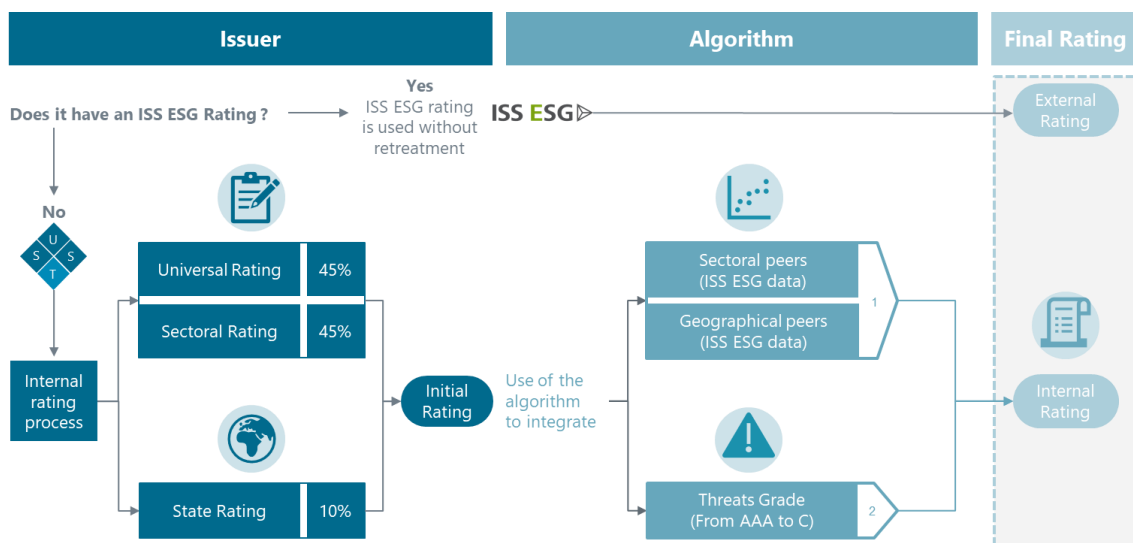 Issuer
Algorithm
Final Rating
Does it have an ISS ESG Rating ?
Yes
ISS ESG rating
is used without
retreatment
ISS ESG
External
Rating
No
U
S S
T
Universal Rating 45%
Sectoral Rating 45%
Internal
rating
process
State Rating 10%
Initial
Rating
Use of the
algorithm
to integrate
Sectoral peers
(ISS ESG data)
1
Geographical peers
(ISS ESG data)
Threats Grade
(From AAA to C)
2
Internal
Rating